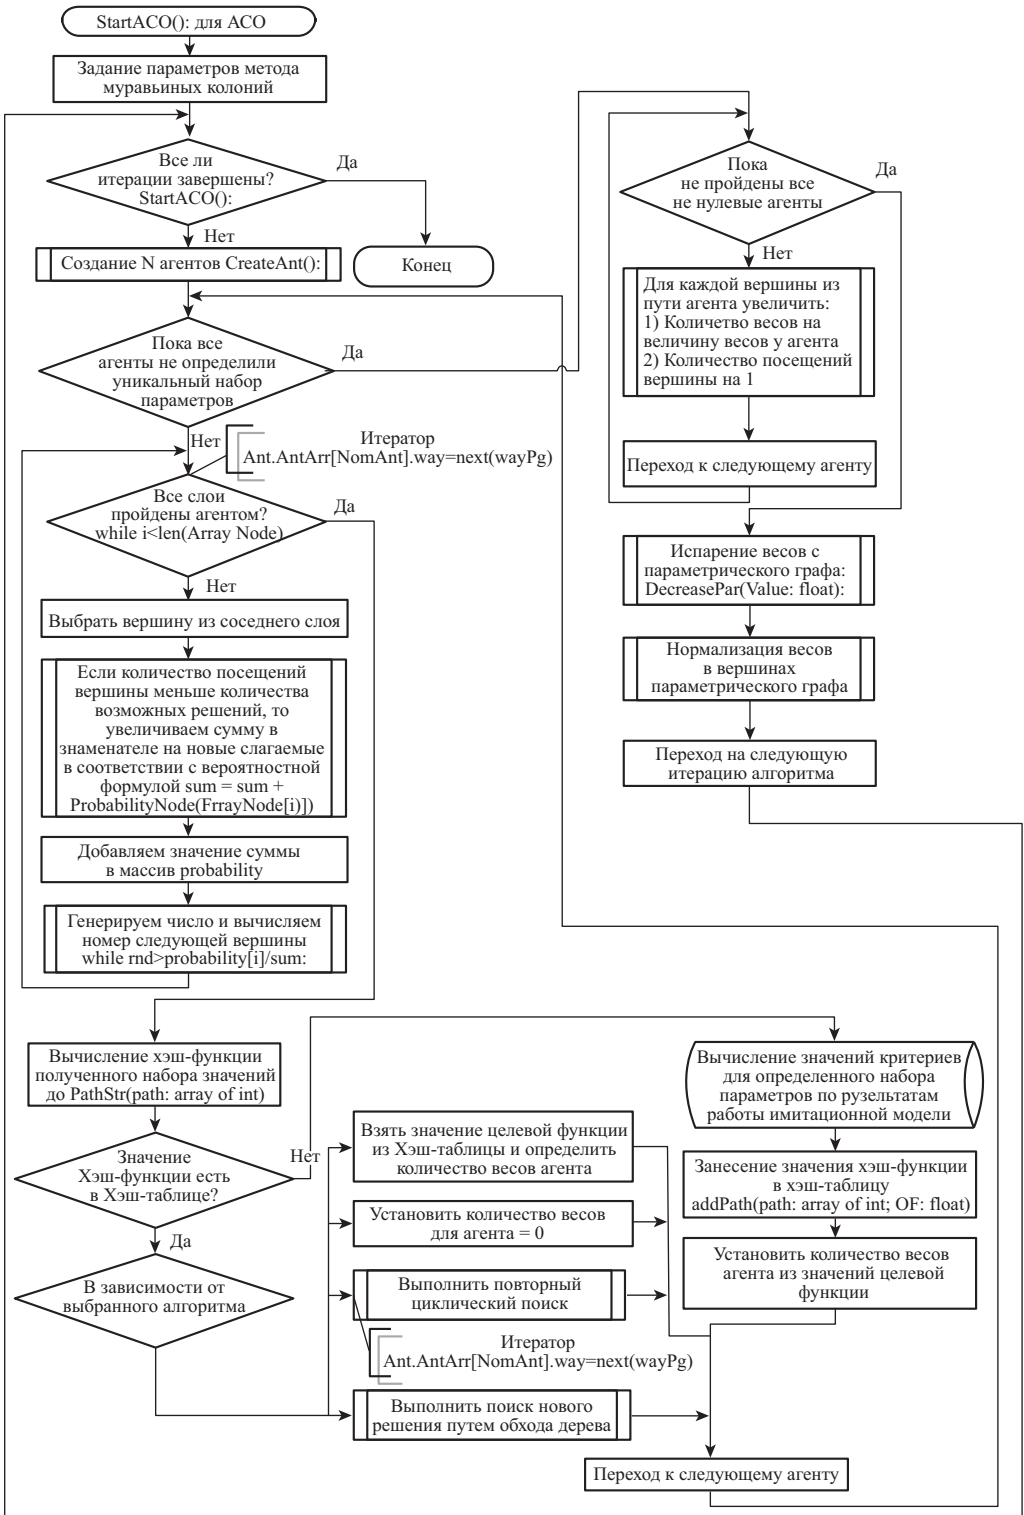 StartACO(): для ACO
Задание параметров метода
муравьиных колоний
Все ли
итерации завершены?
StartACO():
Да
Нет
Создание N агентов CreateAnt():
Конец
Пока все
агенты не определили
уникальный набор
параметров
Да
Нет
Итератор
Ant.AntArr[NomAnt].way=next(wayPg)
Все слои
пройдены агентом?
while i<len(Array Node)
Да
Нет
Выбрать вершину из соседнего слоя
Если количество посещений
вершины меньше количества
возможных решений, то
увеличиваем сумму в
знаменателе на новые слагаемые
в соответствии с вероятностной
формулой sum = sum +
ProbabilityNode(FrrayNode[i)])
Добавляем значение суммы
в массив probability
Генерируем число и вычисляем
номер следующей вершины
while rnd>probability[i]/sum:
Вычисление хэш-функции
полученного набора значений
до PathStr(path: array of int)
Значение
Хэш-функции есть
в Хэш-таблице?
Нет
Да
В зависимости от
выбранного алгоритма
Взять значение целевой функции
из Хэш-таблицы и определить
количество весов агента
Установить количество весов
для агента = 0
Выполнить повторный
циклический поиск
Итератор
Ant.AntArr[NomAnt].way=next(wayPg)
Выполнить поиск нового
решения путем обхода дерева
Пока
не пройдены все
не нулевые агенты
Да
Нет
Для каждой вершины из
пути агента увеличить:
1) Количетво весов на
величину весов у агента
2) Количество посещений
вершины на 1
Переход к следующему агенту
Испарение весов с
параметрического графа:
DecreasePar(Value: float):
Нормализация весов
в вершинах
параметрического графа
Переход на следующую
итерацию алгоритма
Вычисление значений критериев
для определенного набора
параметров по рузельтатам
работы имитационной модели
Занесение значения хэш-функции
в хэш-таблицу
addPath(path: array of int; OF: float)
Установить количество весов
агента из значений целевой
функции
Переход к следующему агенту